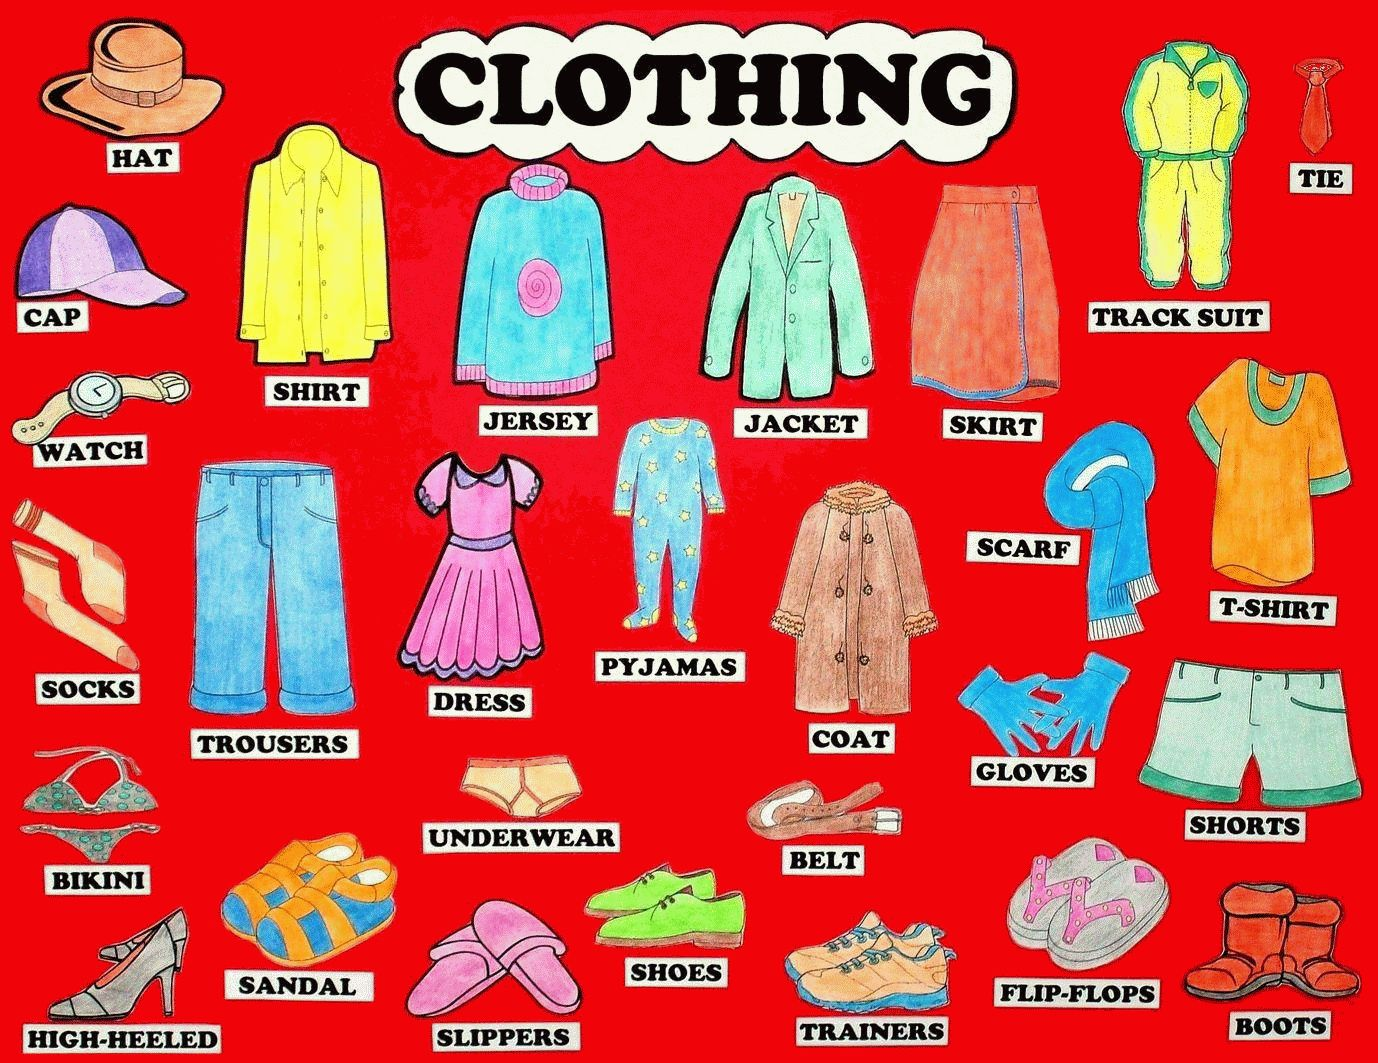 CLOTHING
HAT
TIE
CAP
TRACK SUIT
SHIRT
JERSEY
JACKET
SKIRT
WATCH
SCARF
T-SHIRT
SOCKS
TROUSERS
DRESS
PYJAMAS
COAT
GLOVES
SHORTS
UNDERWEAR
BELT
BIKINI
SANDAL
SHOES
FLIP-FLOPS
HIGH-HEELED
SLIPPERS
TRAINERS
BOOTS